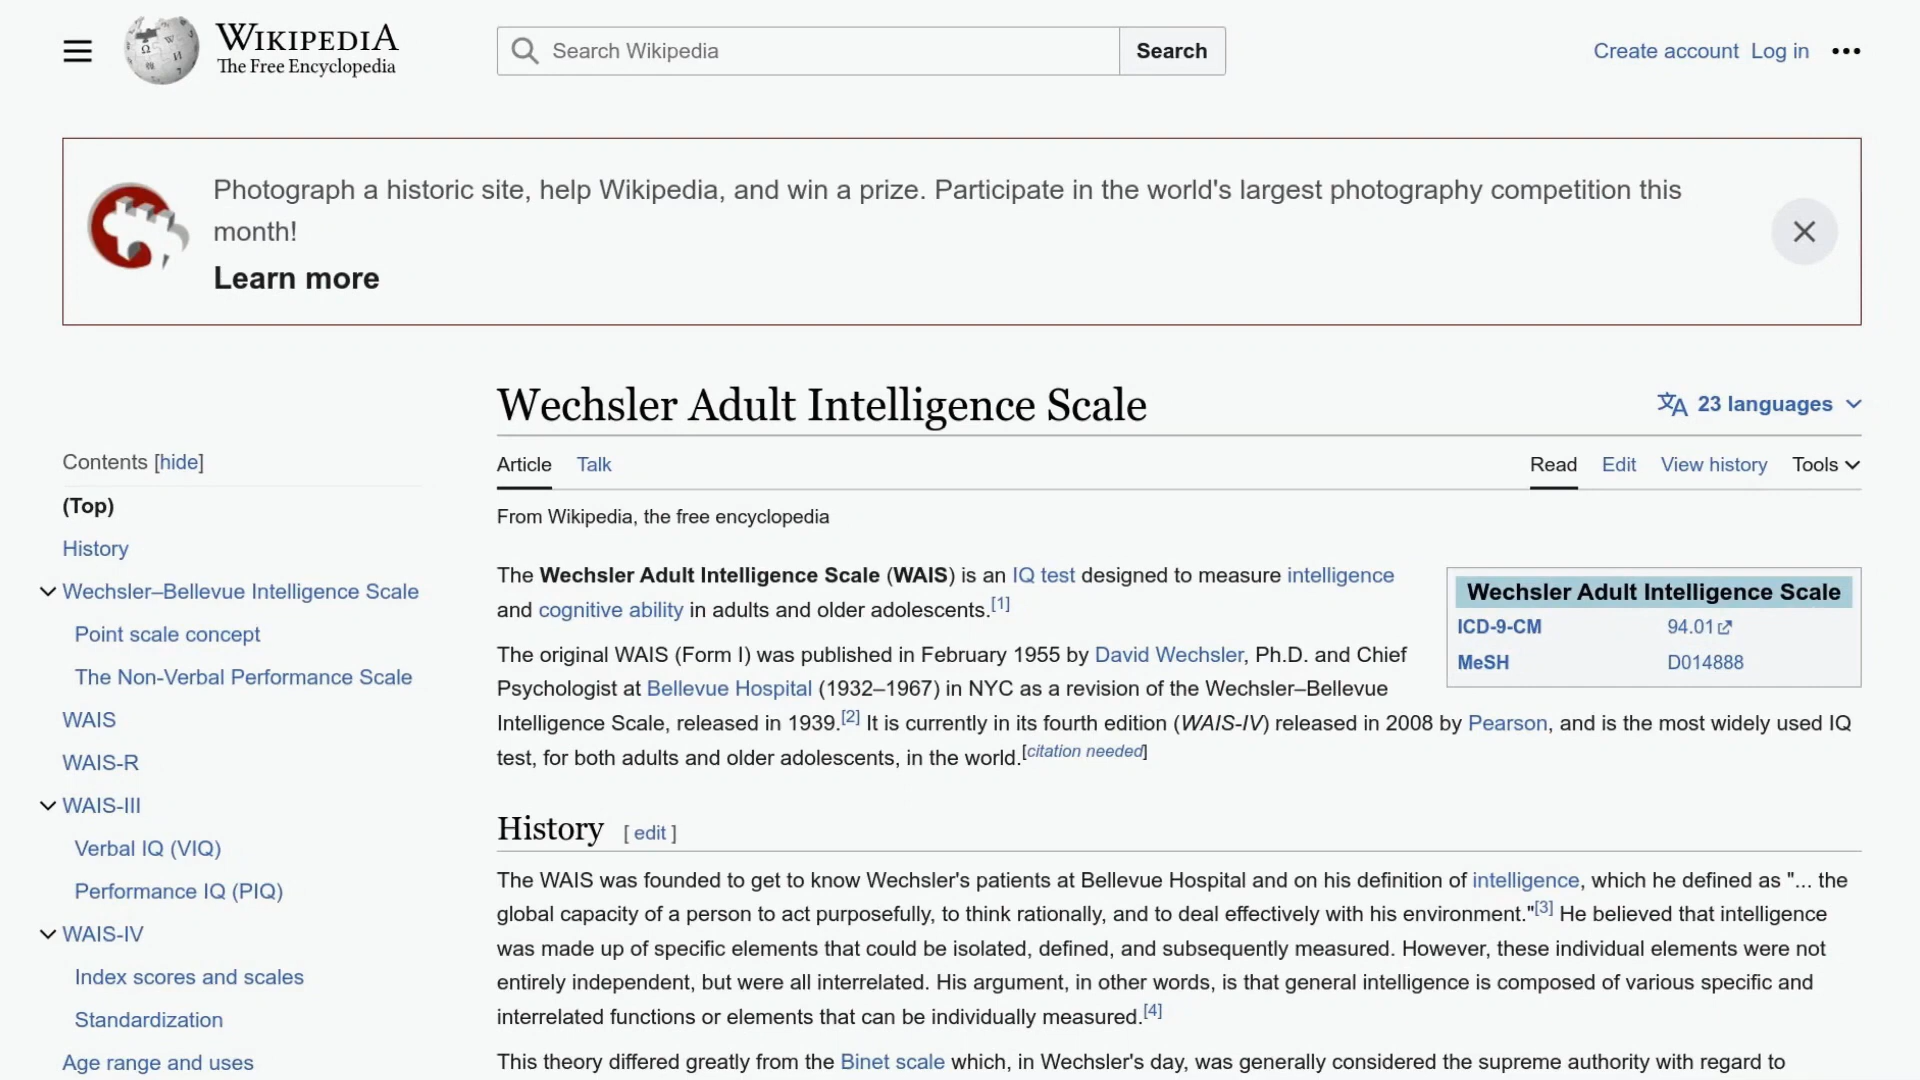 WIKIPEDIA
The Free Encyclopedia
Search Wikipedia
Search
Create account Log in
Photograph a historic site, help Wikipedia, and win a prize. Participate in the world's largest photography competition this
month!
Learn more
Wechsler Adult Intelligence Scale
23 languages
Contents [hide]
(Top)
History
Wechsler–Bellevue Intelligence Scale
Point scale concept
The Non-Verbal Performance Scale
WAIS
WAIS-R
WAIS-III
Verbal IQ (VIQ)
Performance IQ (PIQ)
WAIS-IV
Index scores and scales
Standardization
Age range and uses
Article Talk
Read Edit View history Tools
From Wikipedia, the free encyclopedia
The Wechsler Adult Intelligence Scale (WAIS) is an IQ test designed to measure intelligence
and cognitive ability in adults and older adolescents.[1]
The original WAIS (Form I) was published in February 1955 by David Wechsler, Ph.D. and Chief
Psychologist at Bellevue Hospital (1932–1967) in NYC as a revision of the Wechsler–Bellevue
Intelligence Scale, released in 1939.[2] It is currently in its fourth edition (WAIS-IV) released in 2008 by Pearson, and is the most widely used IQ
test, for both adults and older adolescents, in the world.[citation needed]
Wechsler Adult Intelligence Scale
ICD-9-CM 94.01
MeSH D014888
History [ edit ]
The WAIS was founded to get to know Wechsler's patients at Bellevue Hospital and on his definition of intelligence, which he defined as "... the
global capacity of a person to act purposefully, to think rationally, and to deal effectively with his environment."[3] He believed that intelligence
was made up of specific elements that could be isolated, defined, and subsequently measured. However, these individual elements were not
entirely independent, but were all interrelated. His argument, in other words, is that general intelligence is composed of various specific and
interrelated functions or elements that can be individually measured.[4]
This theory differed greatly from the Binet scale which, in Wechsler's day, was generally considered the supreme authority with regard to